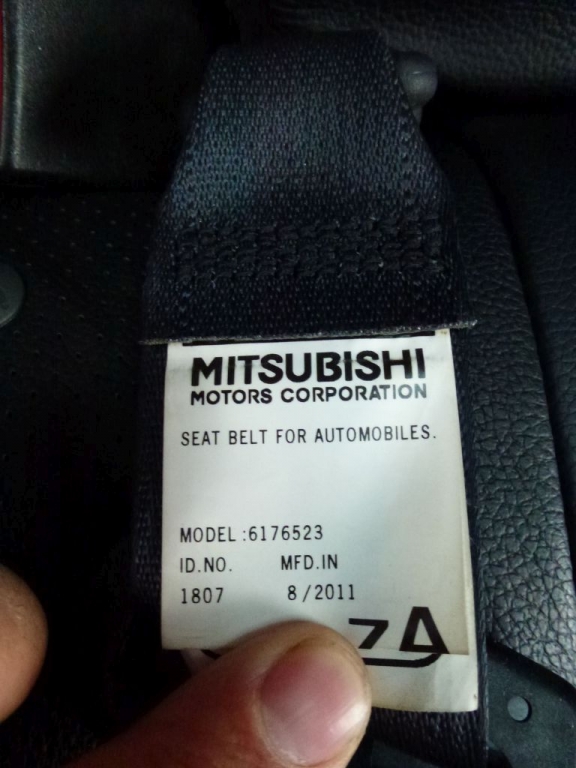 MITSUBISHI
MOTORS CORPORATION
SEAT BELT FOR AUTOMOBILES.
MODEL :6176523
ID.NO. MFD.IN
1807 8/2011